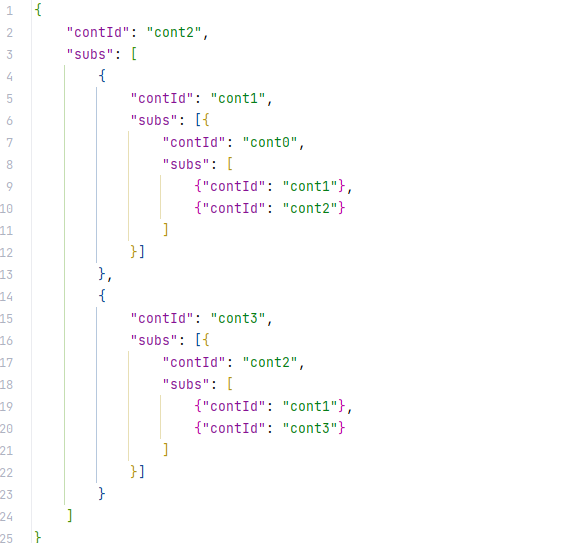 1 {
2     "contId": "cont2",
3     "subs": [
4         {
5             "contId": "cont1",
6             "subs": [{
7                 "contId": "cont0",
8                 "subs": [
9                     {"contId": "cont1"},
10                     {"contId": "cont2"}
11                 ]
12             }]
13         },
14         {
15             "contId": "cont3",
16             "subs": [{
17                 "contId": "cont2",
18                 "subs": [
19                     {"contId": "cont1"},
20                     {"contId": "cont3"}
21                 ]
22             }]
23         }
24     ]
25 }